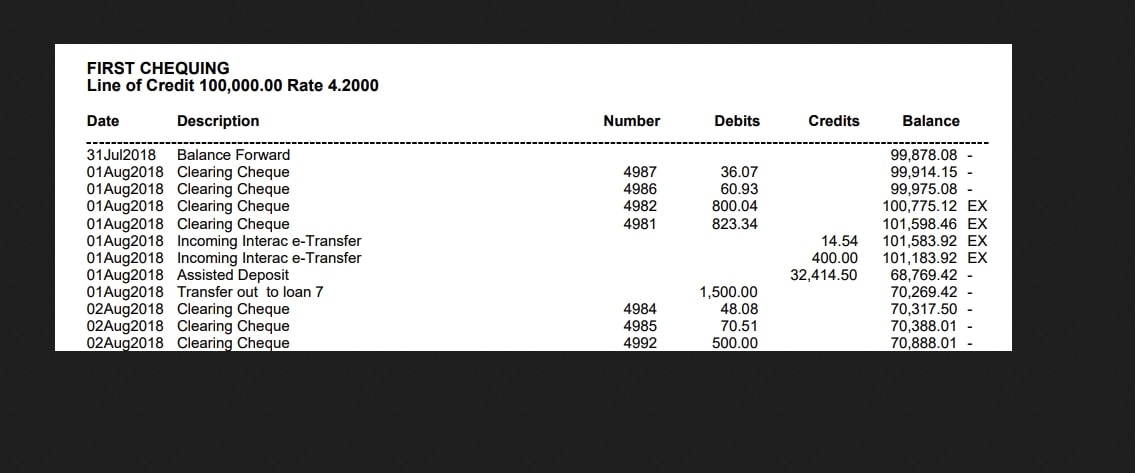 FIRST CHEQUING
Line of Credit 100,000.00 Rate 4.2000
Date Description Number Debits Credits Balance
31Jul2018 Balance Forward 99,878.08 -
01Aug2018 Clearing Cheque 4987 36.07 99,914.15 -
01Aug2018 Clearing Cheque 4986 60.93 99,975.08 -
01Aug2018 Clearing Cheque 4982 800.04 100,775.12 EX
01Aug2018 Clearing Cheque 4981 823.34 101,598.46 EX
01Aug2018 Incoming Interac e-Transfer 14.54 101,583.92 EX
01Aug2018 Incoming Interac e-Transfer 400.00 101,183.92 EX
01Aug2018 Assisted Deposit 32,414.50 68,769.42 -
01Aug2018 Transfer out to loan 7 1,500.00 70,269.42 -
02Aug2018 Clearing Cheque 4984 48.08 70,317.50 -
02Aug2018 Clearing Cheque 4985 70.51 70,388.01 -
02Aug2018 Clearing Cheque 4992 500.00 70,888.01 -